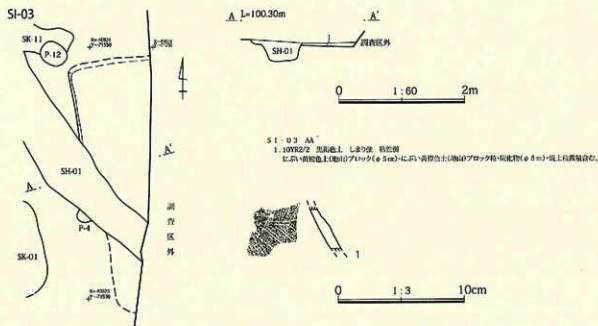 SI-03
SK-11
P-12
SH-01
A
A'
P-4
SK-01
調査区外
A L=100.30m A'
SH-01
調査区外
0 1:60 2m
SI-03 AA'
1. 10YR2/2 黒褐色土 しまり強 粘性弱
1
0 1:3 10cm